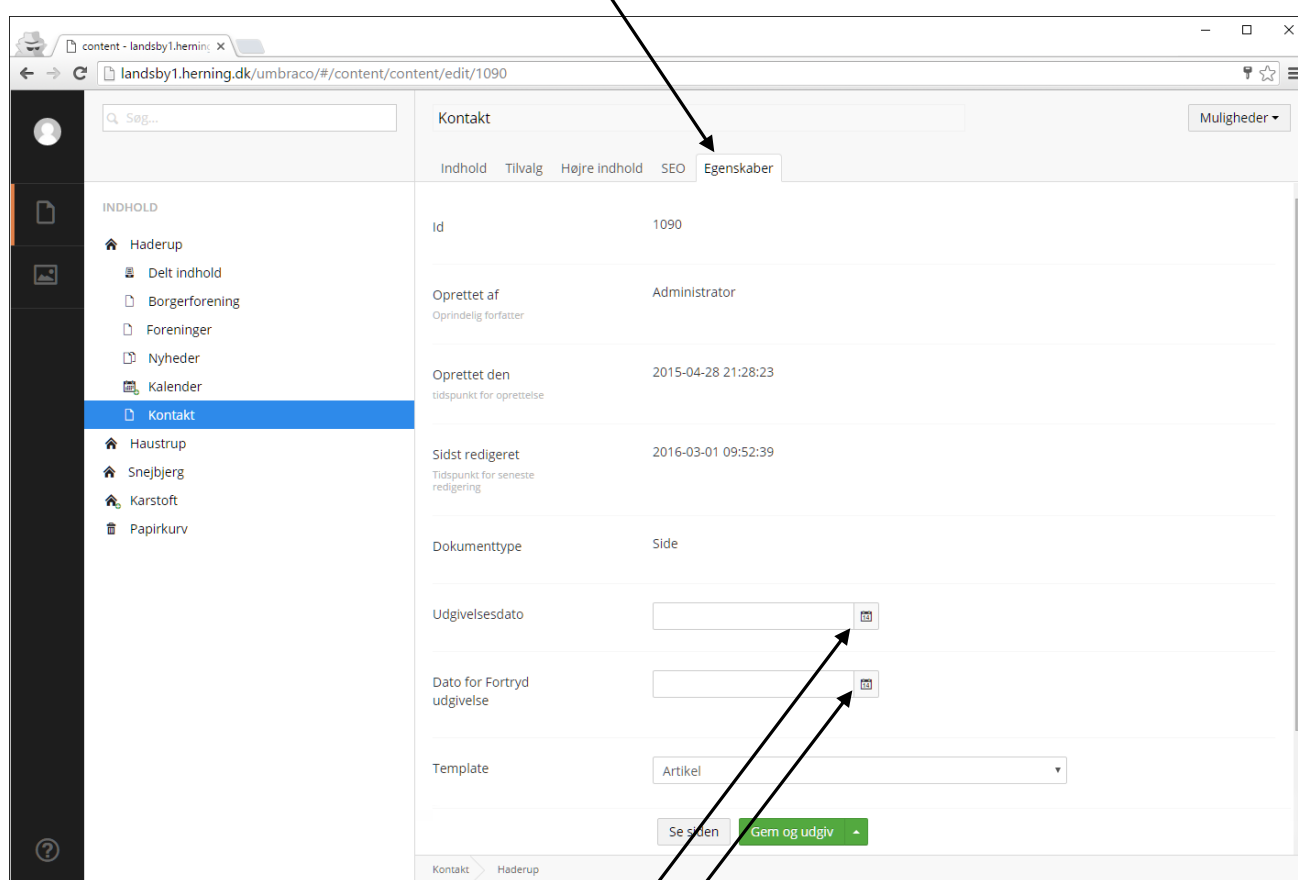 content - landsby1.herning
landsby1.herning.dk/umbraco/#/content/content/edit/1090
Søg...
Kontakt
Muligheder
Indhold Tilvalg Højre indhold SEO Egenskaber
INDHOLD
Haderup
Delt indhold
Borgerforening
Foreninger
Nyheder
Kalender
Kontakt
Haustrup
Snejbjerg
Karstoft
Papirkurv
Id
1090
Oprettet af
Oprindelig forfatter
Administrator
Oprettet den
tidspunkt for oprettelse
2015-04-28 21:28:23
Sidst redigeret
Tidspunkt for seneste
redigering
2016-03-01 09:52:39
Dokumenttype
Side
Udgivelsesdato
14
Dato for Fortryd
udgivelse
14
Template
Artikel
Se siden Gem og udgiv
Kontakt Haderup